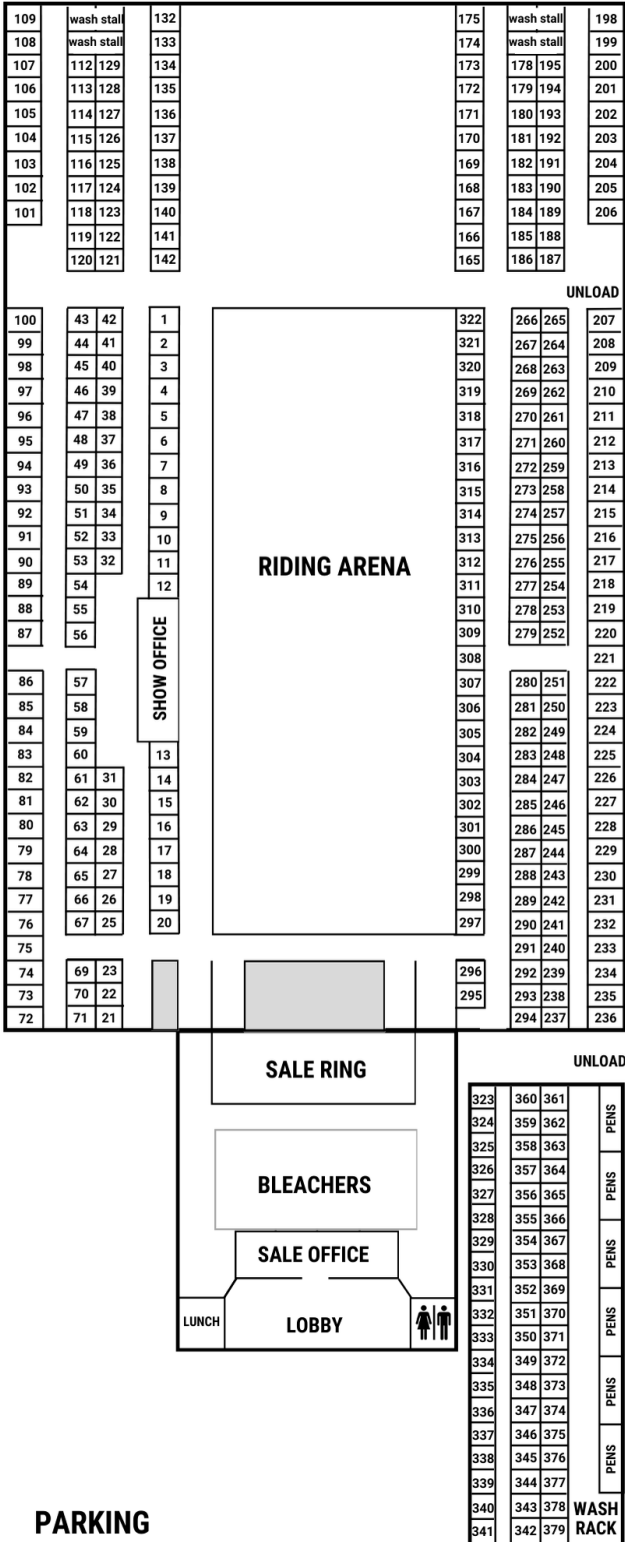 109 wash stall 132 175 wash stall 198
108 wash stall 133 174 wash stall 199
107 112 129 134 173 178 195 200
106 113 128 135 172 179 194 201
105 114 127 136 171 180 193 202
104 115 126 137 170 181 192 203
103 116 125 138 169 182 191 204
102 117 124 139 168 183 190 205
101 118 123 140 167 184 189 206
119 122 141 166 185 188
120 121 142 165 186 187
UNLOAD
100 43 42 1 322 266 265 207
99 44 41 2 321 267 264 208
98 45 40 3 320 268 263 209
97 46 39 4 319 269 262 210
96 47 38 5 318 270 261 211
95 48 37 6 317 271 260 212
94 49 36 7 316 272 259 213
93 50 35 8 315 273 258 214
92 51 34 9 314 274 257 215
91 52 33 10 313 275 256 216
90 53 32 11 RIDING ARENA 312 276 255 217
89 54 12 311 277 254 218
88 55 310 278 253 219
87 56 309 279 252 220
SHOW OFFICE 308 221
86 57 307 280 251 222
85 58 306 281 250 223
84 59 305 282 249 224
83 60 13 304 283 248 225
82 61 31 14 303 284 247 226
81 62 30 15 302 285 246 227
80 63 29 16 301 286 245 228
79 64 28 17 300 287 244 229
78 65 27 18 299 288 243 230
77 66 26 19 298 289 242 231
76 67 25 20 297 290 241 232
75 291 240 233
74 69 23 296 292 239 234
73 70 22 295 293 238 235
72 71 21 294 237 236
SALE RING
UNLOAD
BLEACHERS
SALE OFFICE
LUNCH LOBBY
323 360 361
324 359 362 PENS
325 358 363
326 357 364
327 356 365 PENS
328 355 366
329 354 367
330 353 368 PENS
331 352 369
332 351 370
333 350 371 PENS
334 349 372
335 348 373 PENS
336 347 374
337 346 375
338 345 376 PENS
339 344 377
340 343 378 WASH
341 342 379 RACK
PARKING